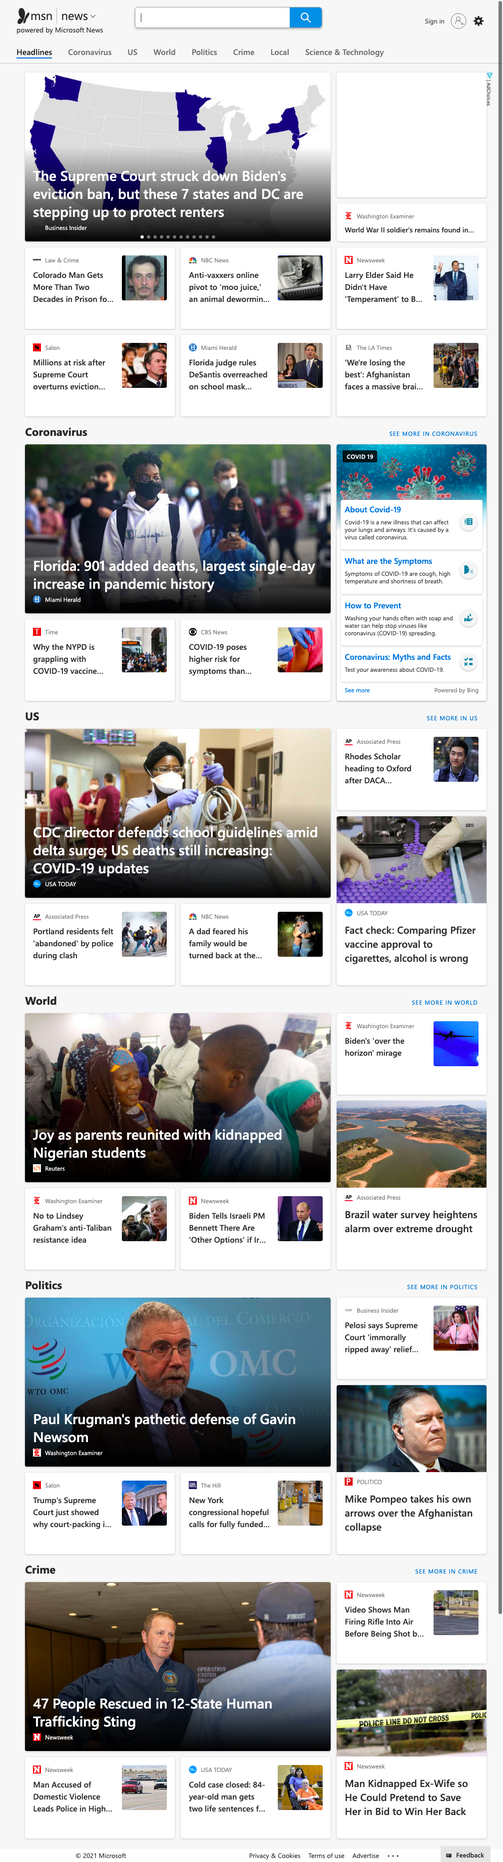 msn | news
powered by Microsoft News
Sign in
Headlines
Coronavirus
US
World
Politics
Crime
Local
Science & Technology
The Supreme Court struck down Biden's
eviction ban, but these 7 states and DC are
stepping up to protect renters
Business Insider
AdChoices
Washington Examiner
World War II soldier's remains found in...
Law & Crime
Colorado Man Gets
More Than Two
Decades in Prison fo...
NBC News
Anti-vaxxers online
pivot to 'moo juice,'
an animal dewormin...
Newsweek
Larry Elder Said He
Didn't Have
'Temperament' to B...
Salon
Millions at risk after
Supreme Court
overturns eviction...
Miami Herald
Florida judge rules
DeSantis overreached
on school mask...
The LA Times
'We're losing the
best': Afghanistan
faces a massive brai...
Coronavirus
SEE MORE IN CORONAVIRUS
Florida: 901 added deaths, largest single-day
increase in pandemic history
Miami Herald
COVID 19
About Covid-19
Covid-19 is a new illness that can affect
your lungs and airways. It's caused by a
virus called coronavirus.
What are the Symptoms
Symptoms of COVID-19 are cough, high
temperature and shortness of breath.
How to Prevent
Washing your hands often with soap and
water can help stop viruses like
coronavirus (COVID-19) spreading.
Coronavirus: Myths and Facts
Test your awareness about COVID-19.
See more
Powered by Bing
Time
Why the NYPD is
grappling with
COVID-19 vaccine...
CBS News
COVID-19 poses
higher risk for
symptoms than...
US
SEE MORE IN US
CDC director defends school guidelines amid
delta surge; US deaths still increasing:
COVID-19 updates
USA TODAY
AP Associated Press
Rhodes Scholar
heading to Oxford
after DACA...
USA TODAY
Fact check: Comparing Pfizer
vaccine approval to
cigarettes, alcohol is wrong
AP Associated Press
Portland residents felt
'abandoned' by police
during clash
NBC News
A dad feared his
family would be
turned back at the...
World
SEE MORE IN WORLD
Joy as parents reunited with kidnapped
Nigerian students
Reuters
Washington Examiner
Biden's 'over the
horizon' mirage
AP Associated Press
Brazil water survey heightens
alarm over extreme drought
Washington Examiner
No to Lindsey
Graham's anti-Taliban
resistance idea
Newsweek
Biden Tells Israeli PM
Bennett There Are
'Other Options' if Ir...
Politics
SEE MORE IN POLITICS
ORGANIZACIÓN
DEL COMERCIO
WTO OMC
WTO OMC
Paul Krugman's pathetic defense of Gavin
Newsom
Washington Examiner
Business Insider
Pelosi says Supreme
Court 'immorally
ripped away' relief...
POLITICO
Mike Pompeo takes his own
arrows over the Afghanistan
collapse
Salon
Trump's Supreme
Court just showed
why court-packing i...
The Hill
New York
congressional hopeful
calls for fully funded...
Crime
SEE MORE IN CRIME
OPERATION
UNITED
47 People Rescued in 12-State Human
Trafficking Sting
Newsweek
Newsweek
Video Shows Man
Firing Rifle Into Air
Before Being Shot b...
POLICE LINE DO NOT CROSS
POLIC
Newsweek
Man Kidnapped Ex-Wife so
He Could Pretend to Save
Her in Bid to Win Her Back
Newsweek
Man Accused of
Domestic Violence
Leads Police in High...
USA TODAY
Cold case closed: 84-
year-old man gets
two life sentences f...
© 2021 Microsoft
Privacy & Cookies
Terms of use
Advertise
Feedback